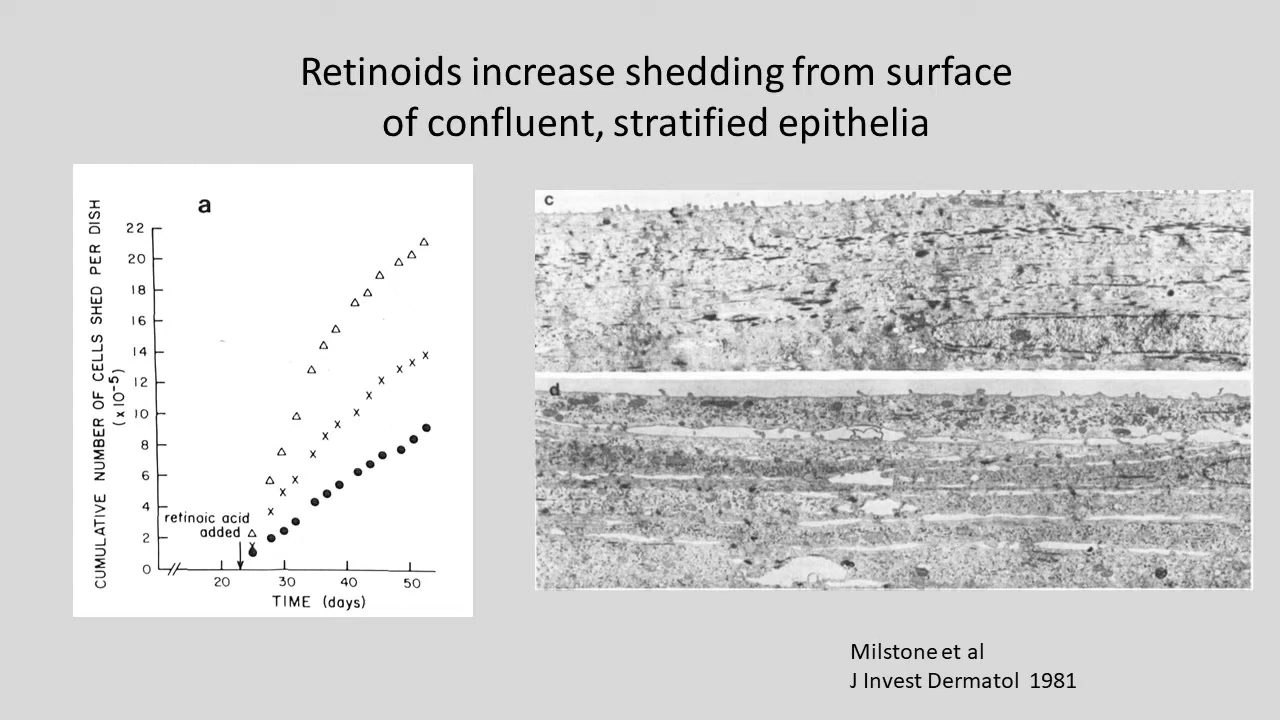 Retinoids increase shedding from surface
of confluent, stratified epithelia
a
CUMULATIVE NUMBER OF CELLS SHED PER DISH
(x 10-5)
22
20
18
16
14
12
10
8
6
4
2
0
retinoic acid
added
20 30 40 50
TIME (days)
c
d
Milstone et al
J Invest Dermatol 1981